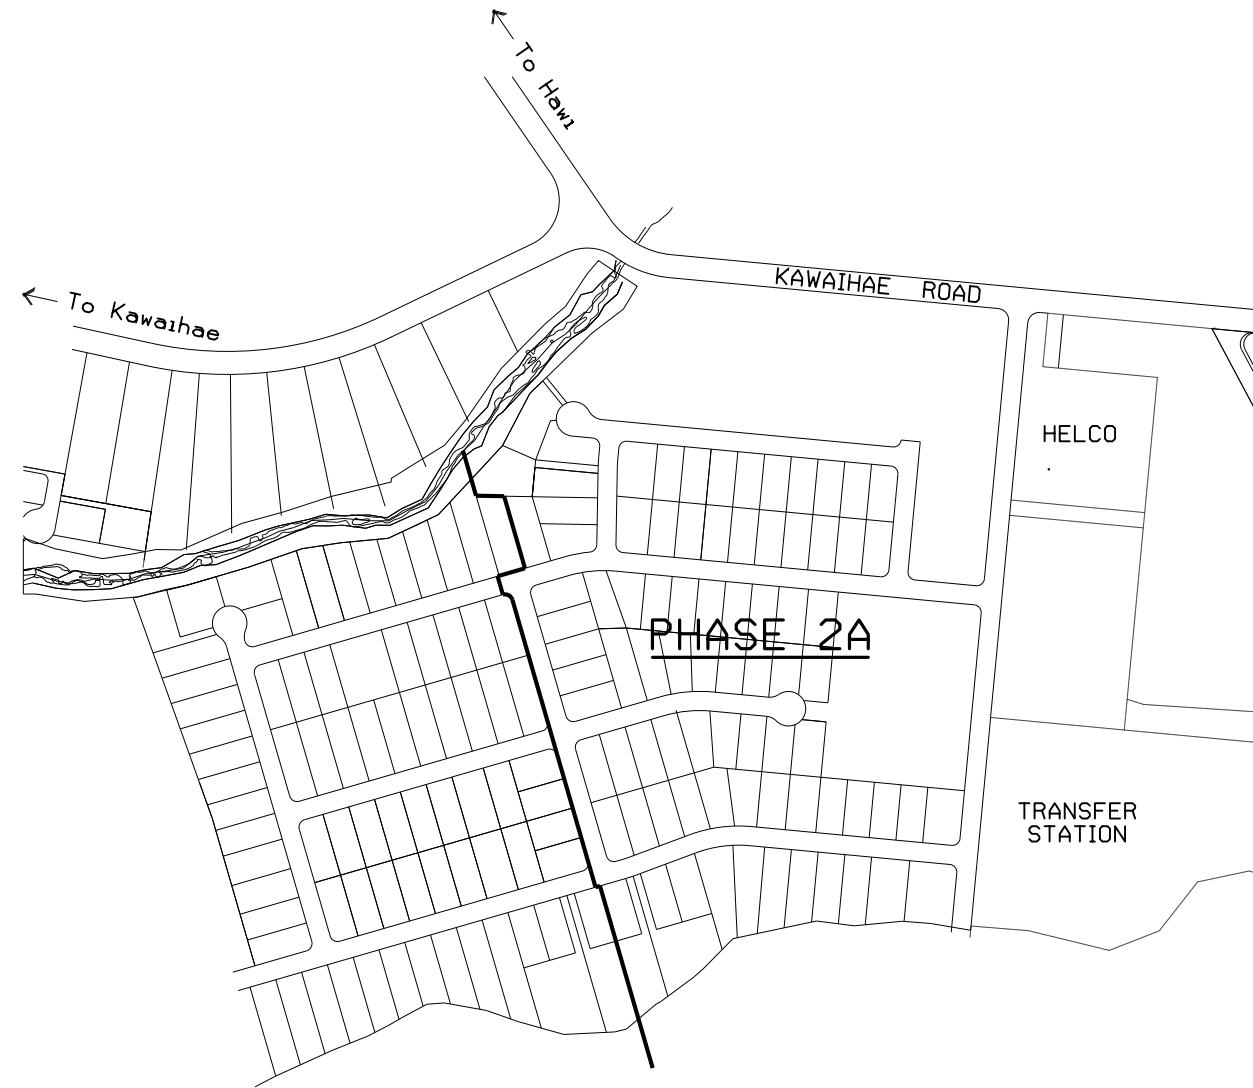 To Hawi
KAWAIHAE ROAD
To Kawaihae
HELCO
PHASE 2A
TRANSFER
STATION